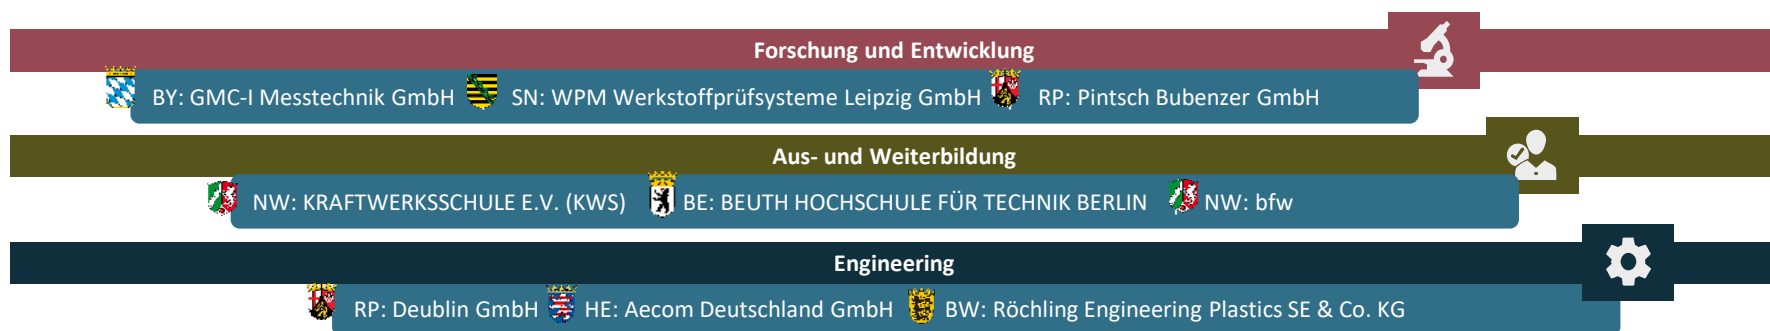 Forschung und Entwicklung
BY: GMC-I Messtechnik GmbH SN: WPM Werkstoffprüfsysteme Leipzig GmbH RP: Pintsch Bubenzer GmbH
Aus- und Weiterbildung
NW: KRAFTWERKSSCHULE E.V. (KWS) BE: BEUTH HOCHSCHULE FÜR TECHNIK BERLIN NW: bfw
Engineering
RP: Deublin GmbH HE: Aecom Deutschland GmbH BW: Röchling Engineering Plastics SE & Co. KG